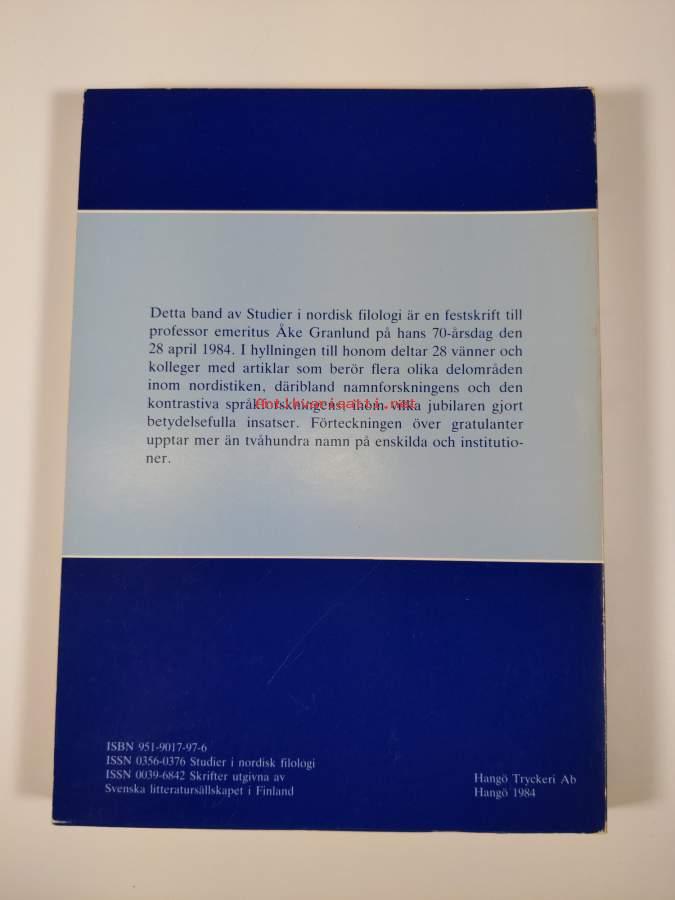 Detta band av Studier i nordisk filologi är en festskrift till
professor emeritus Åke Granlund på hans 70-årsdag den
28 april 1984. I hyllningen till honom deltar 28 vänner och
kolleger med artiklar som berör flera olika delområden
inom nordistiken, däribland namnforskningens och den
kontrastiva språkforskningens, inom vilka jubilaren gjort
betydelsefulla insatser. Förteckningen över gratulanter
upptar mer än tvåhundra namn på enskilda och institutio-
ner.
ISBN 951-9017-97-6
ISSN 0356-0376 Studier i nordisk filologi
ISSN 0039-6842 Skrifter utgivna av
Svenska litteratursällskapet i Finland
Hangö Tryckeri Ab
Hangö 1984